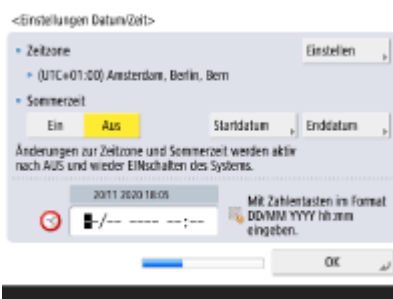 <Einstellungen Datum/Zeit>
Zeitzone
Einstellen
(UTC+01:00) Amsterdam, Berlin, Bern
Sommerzeit
Ein Aus Startdatum Enddatum
Änderungen zur Zeitzone und Sommerzeit werden aktiv
nach AUS und wieder EINschalten des Systems.
20/11 2020 18:05
-/-- ---- --:--
Mit Zahlentasten im Format
DD/MM YYYY hh:mm
eingeben.
OK